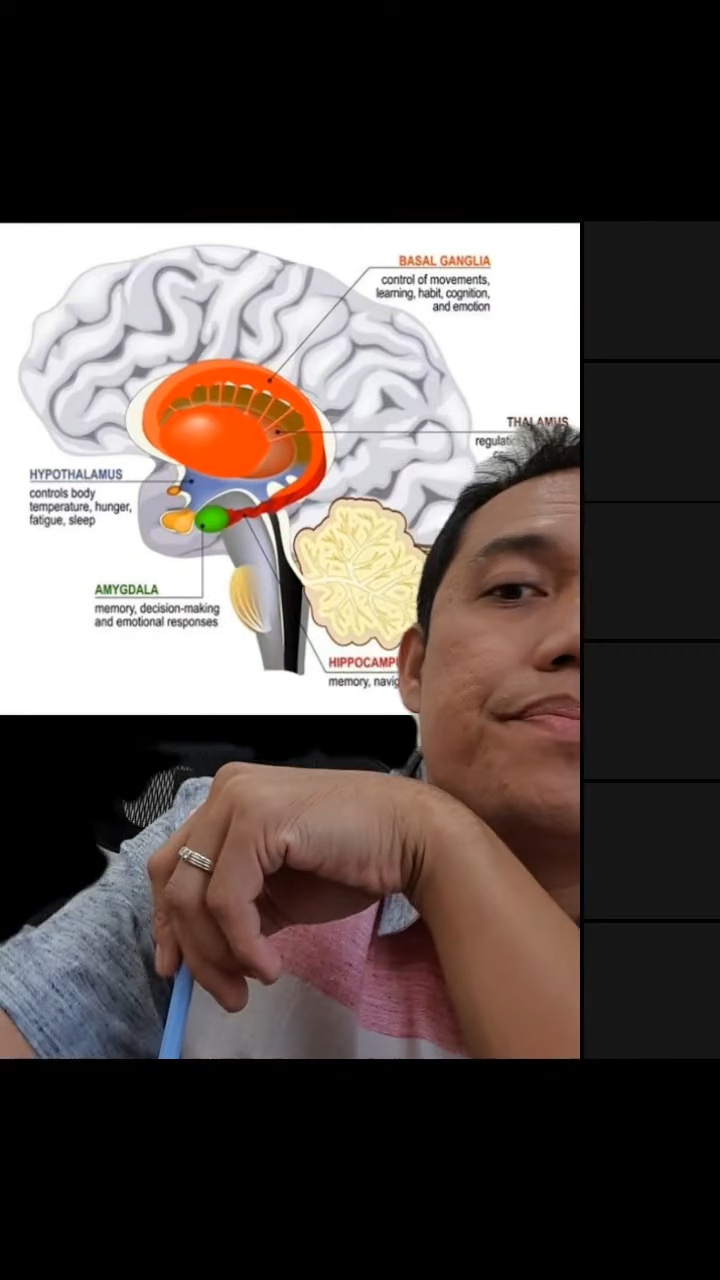 BASAL GANGLIA
control of movements,
learning, habit, cognition,
and emotion
THALAMUS
HYPOTHALAMUS
controls body
temperature, hunger,
fatigue, sleep
AMYGDALA
memory, decision-making
and emotional responses
memory,